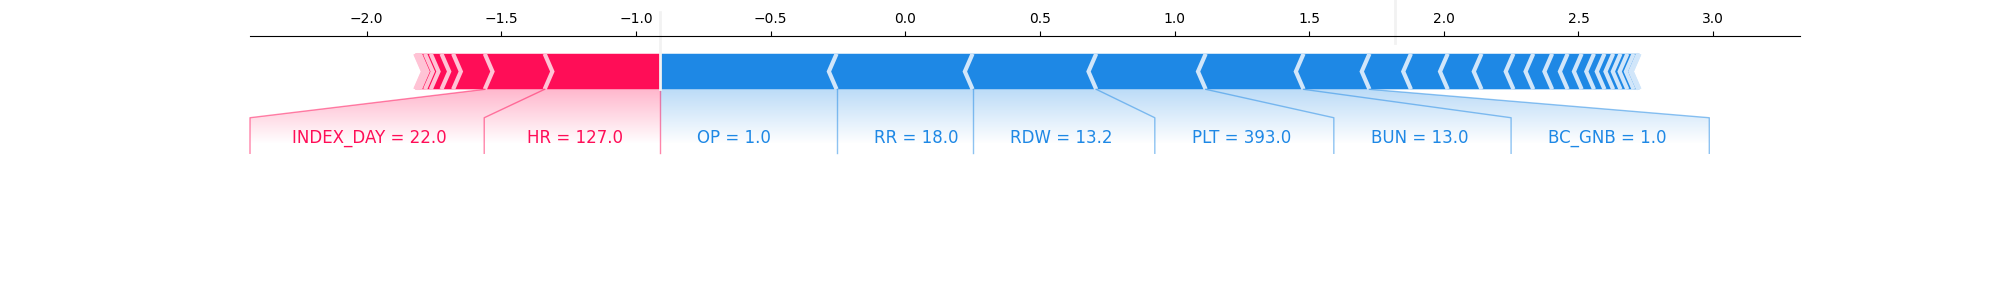 −2.0 −1.5 −1.0 −0.5 0.0 0.5 1.0 1.5 2.0 2.5 3.0
INDEX_DAY = 22.0 HR = 127.0 OP = 1.0 RR = 18.0 RDW = 13.2 PLT = 393.0 BUN = 13.0 BC_GNB = 1.0